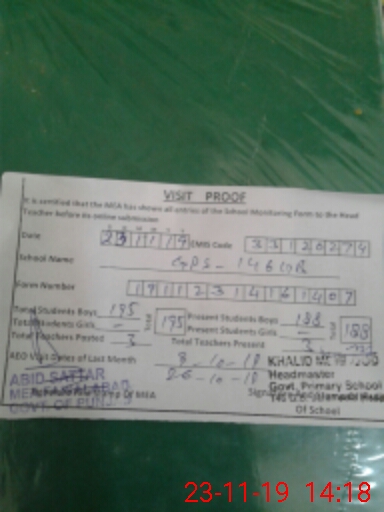 VISIT PROOF
It is certified that the MEA has shown all entries of the School Monitoring Form to the Head
Teacher before its online submission
Date 23 11 19 EMIS Code 33120274
School Name GPS - 146 GB
Form Number
Total Students Boys 195 195 Present Students Boys 188 188
Total Students Girls - Present Students Girls -
Total Teachers Posted 3 Total Teachers Present 3
AEO Visit Dates of Last Month 8-10-19 KHALID
26-10-19 Headmaster
ABID SATTAR Govt. Primary School
GOVT. OF PUNJAB
Of School
23-11-19 14:18